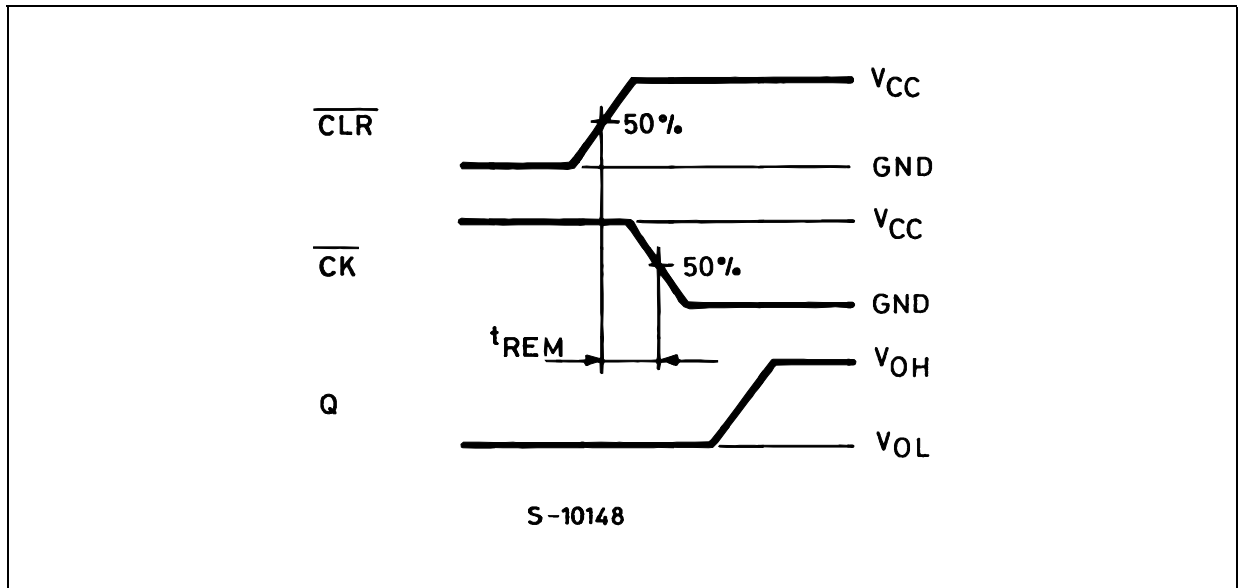 VCC
CLR
50%
GND
VCC
CK
50%
GND
tREM
VOH
Q
VOL
S-10148